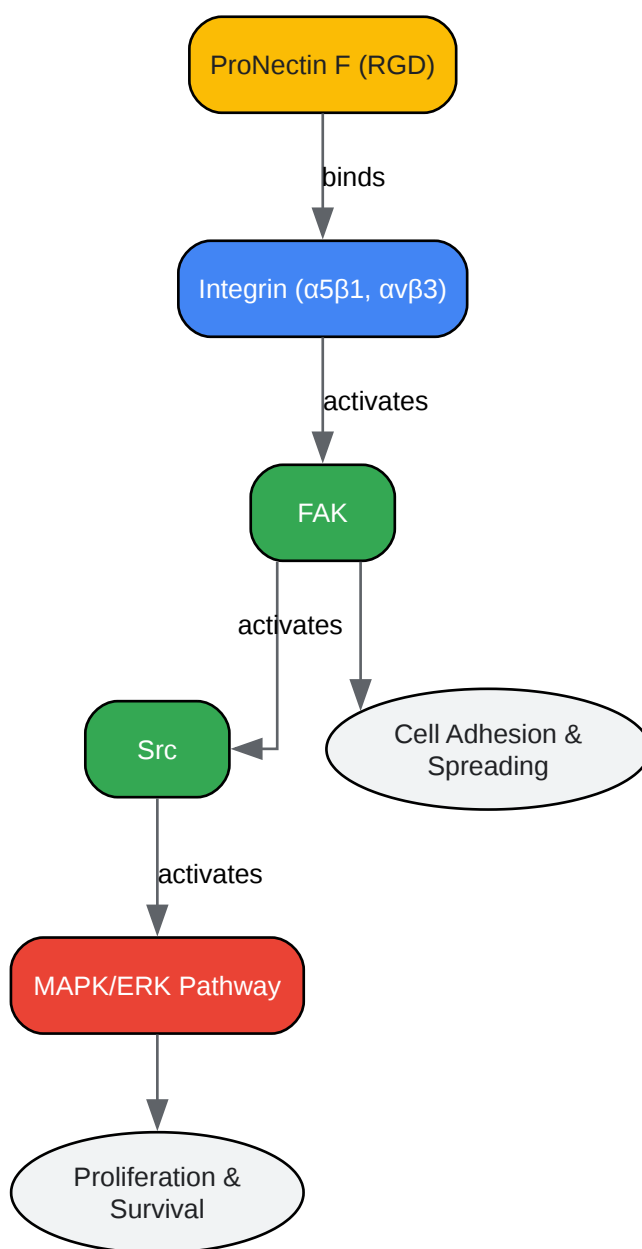 ProNectin F (RGD)
binds
Integrin (α5β1, αvβ3)
activates
FAK
activates
Src
Cell Adhesion &
Spreading
activates
MAPK/ERK Pathway
Proliferation &
Survival